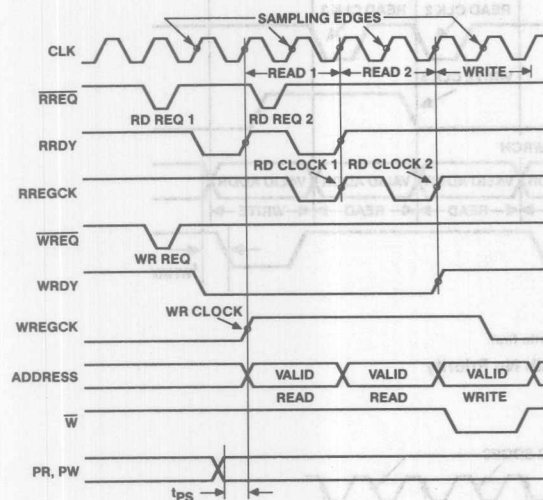 SAMPLING EDGES
CLK
READ 1 READ 2 WRITE
RREQ
RD REQ 1 RD REQ 2
RRDY
RD CLOCK 1 RD CLOCK 2
RREGCK
WREQ
WR REQ
WRDY
WR CLOCK
WREGCK
ADDRESS VALID VALID VALID
READ READ WRITE
W
PR, PW
tPS